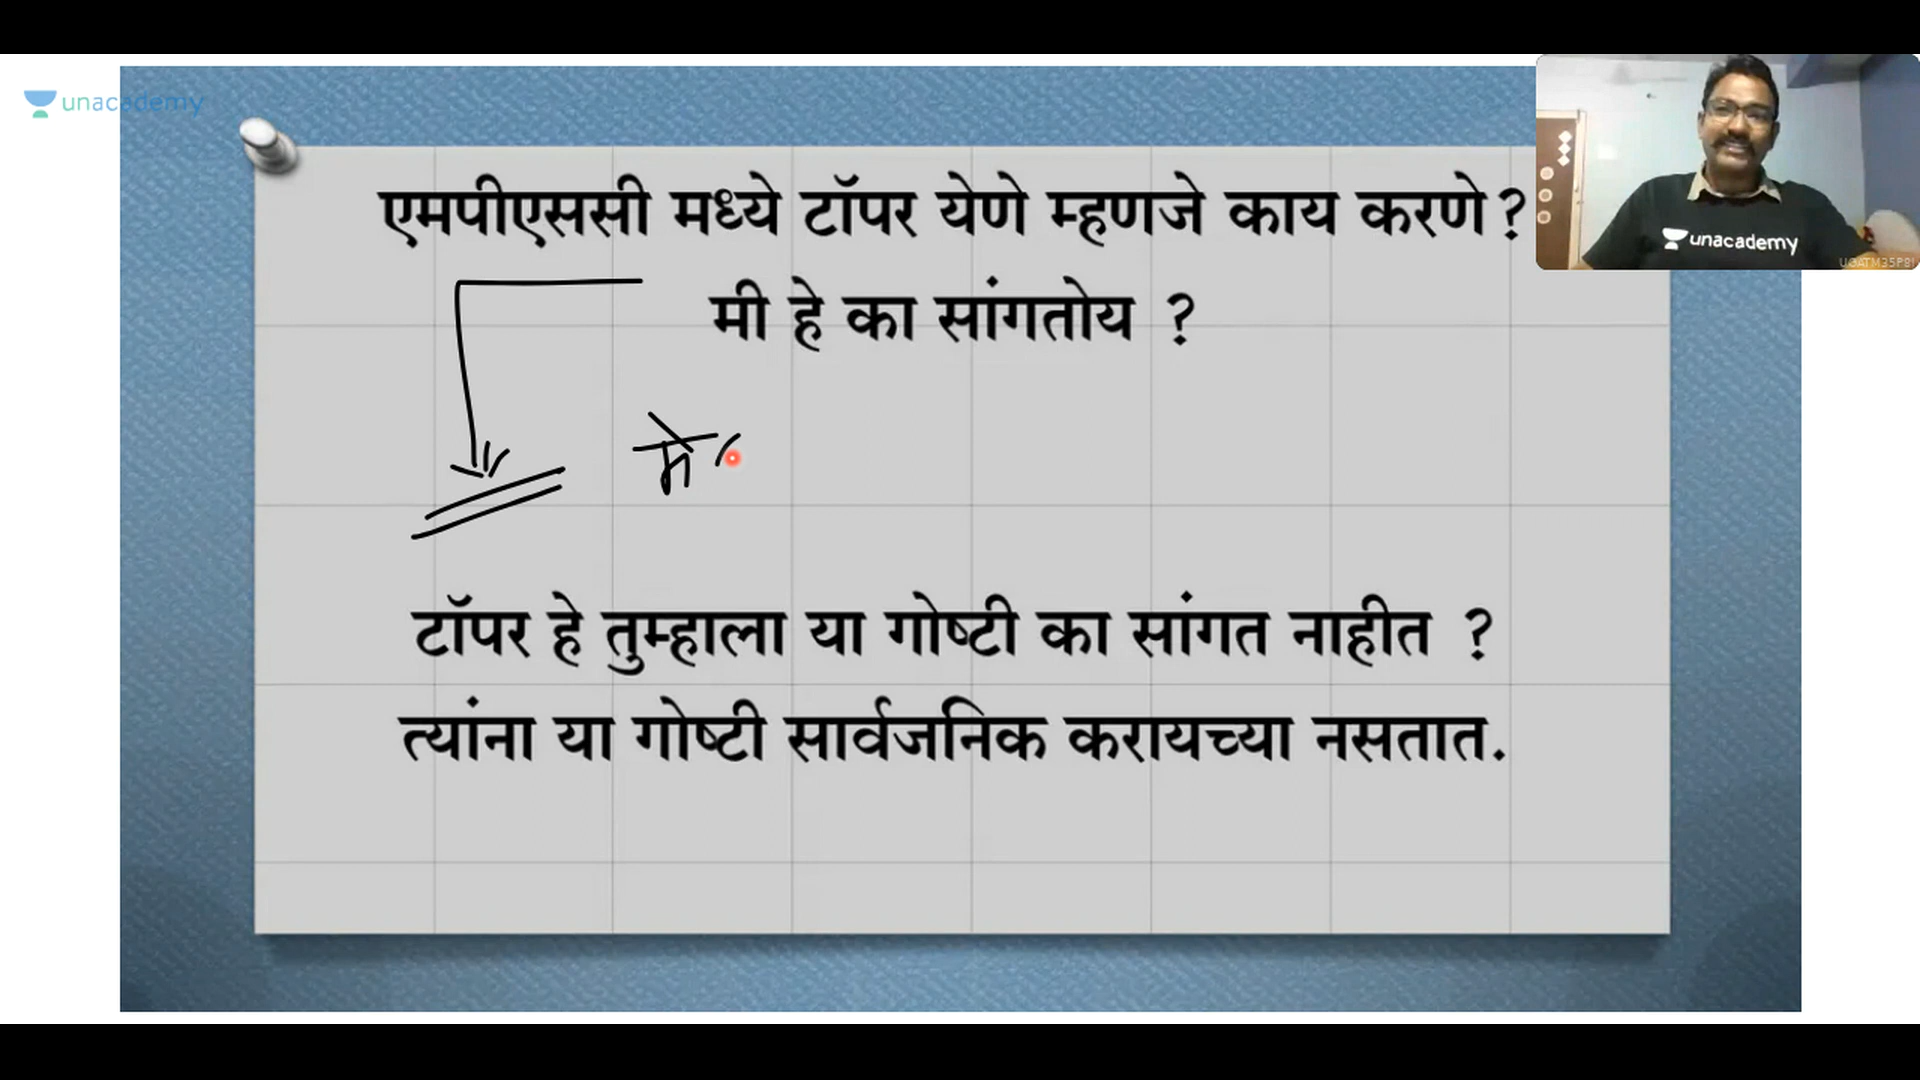 unacademy
एमपीएससी मध्ये टॉपर येणे म्हणजे काय करणे?
मी हे का सांगतोय ?
unacademy
टॉपर हे तुम्हाला या गोष्टी का सांगत नाहीत ?
त्यांना या गोष्टी सार्वजनिक करायच्या नसतात.